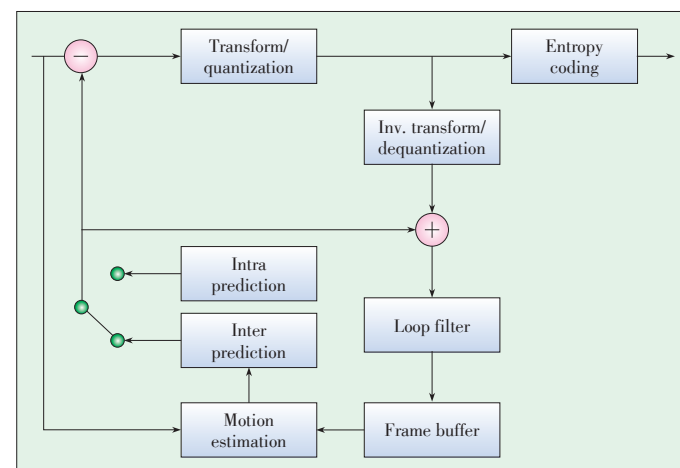 −
Transform/
quantization
Entropy
coding
Inv. transform/
dequantization
+
Intra
prediction
Inter
prediction
Loop filter
Motion
estimation
Frame buffer